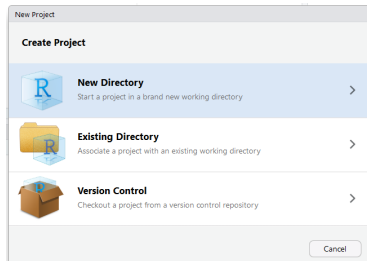 New Project
Create Project
R
New Directory
Start a project in a brand new working directory
Existing Directory
Associate a project with an existing working directory
R
Version Control
Checkout a project from a version control repository
R
Cancel